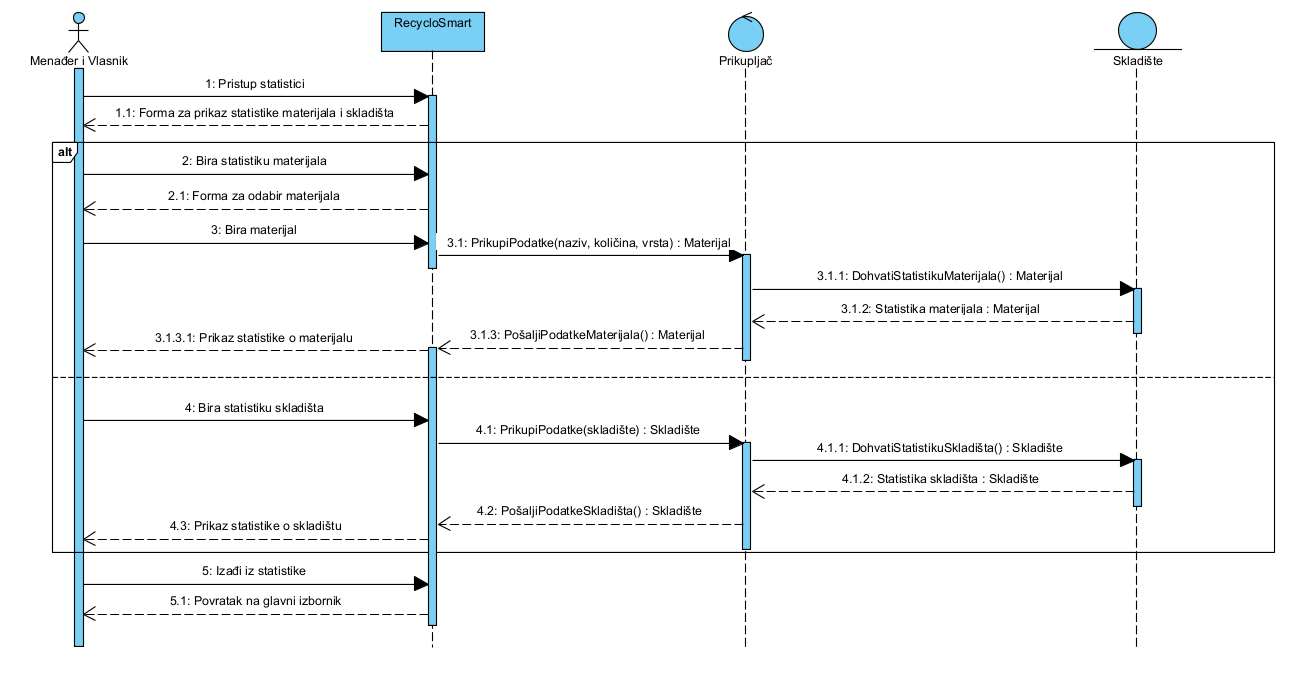 Menađer i Vlasnik
RecycloSmart
Prikupljač
Skladište
1: Pristup statistici
1.1: Forma za prikaz statistike materijala i skladišta
alt
2: Bira statistiku materijala
2.1: Forma za odabir materijala
3: Bira materijal
3.1: PrikupiPodatke(naziv, količina, vrsta) : Materijal
3.1.1: DohvatiStatistikuMaterijala() : Materijal
3.1.2: Statistika materijala : Materijal
3.1.3: PošaljiPodatkeMaterijala() : Materijal
3.1.3.1: Prikaz statistike o materijalu
4: Bira statistiku skladišta
4.1: PrikupiPodatke(skladište) : Skladište
4.1.1: DohvatiStatistikuSkladišta() : Skladište
4.1.2: Statistika skladišta : Skladište
4.2: PošaljiPodatkeSkladišta() : Skladište
4.3: Prikaz statistike o skladištu
5: Izađi iz statistike
5.1: Povratak na glavni izbornik